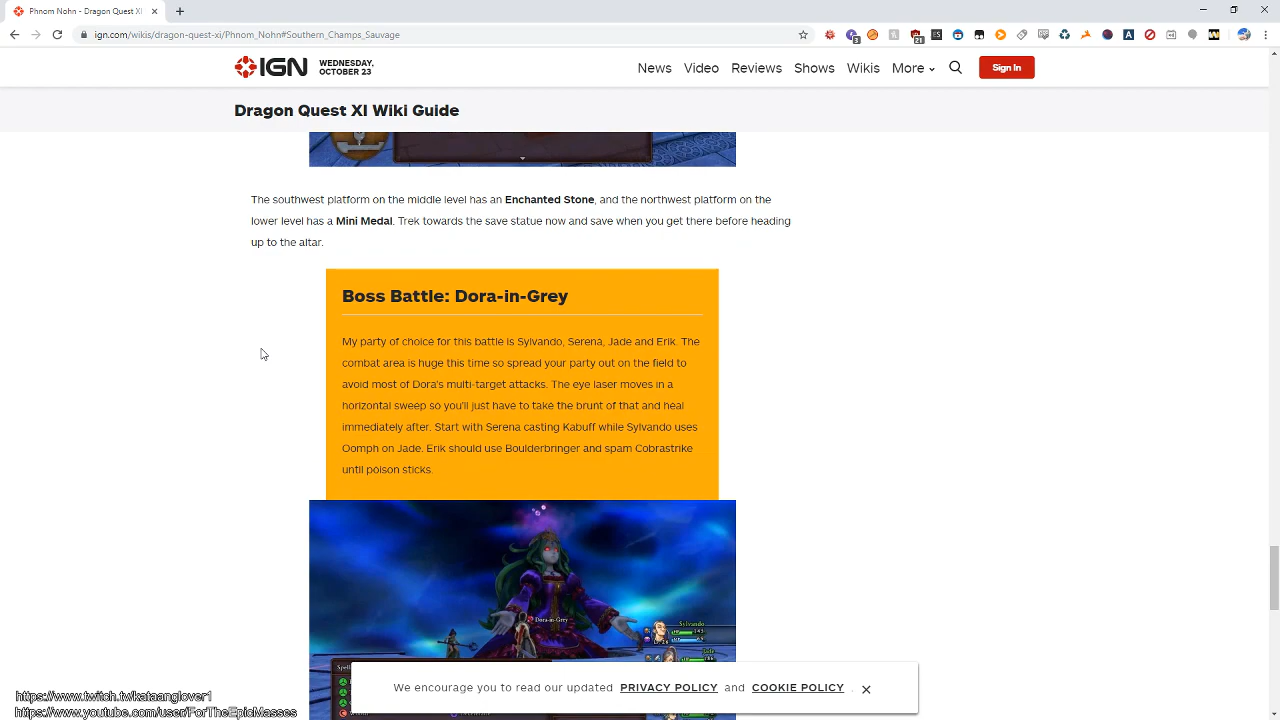 Phnom Nohn - Dragon Quest XI
ign.com/wikis/dragon-quest-xi/Phnom_Nohn#Southern_Champs_Sauvage
3
21
IGN
WEDNESDAY,
OCTOBER 23
News Video Reviews Shows Wikis More
Sign In
Dragon Quest XI Wiki Guide
The southwest platform on the middle level has an Enchanted Stone, and the northwest platform on the
lower level has a Mini Medal. Trek towards the save statue now and save when you get there before heading
up to the altar.
Boss Battle: Dora-in-Grey
My party of choice for this battle is Sylvando, Serena, Jade and Erik. The
combat area is huge this time so spread your party out on the field to
avoid most of Dora's multi-target attacks. The eye laser moves in a
horizontal sweep so you'll just have to take the brunt of that and heal
immediately after. Start with Serena casting Kabuff while Sylvando uses
Oomph on Jade. Erik should use Boulderbringer and spam Cobrastrike
until poison sticks.
Dora-in-Grey
Sylvando
Jade
We encourage you to read our updated PRIVACY POLICY and COOKIE POLICY
https://www.twitch.tv/kataanglover1
https://www.youtube.com/user/ForTheEpicMasses